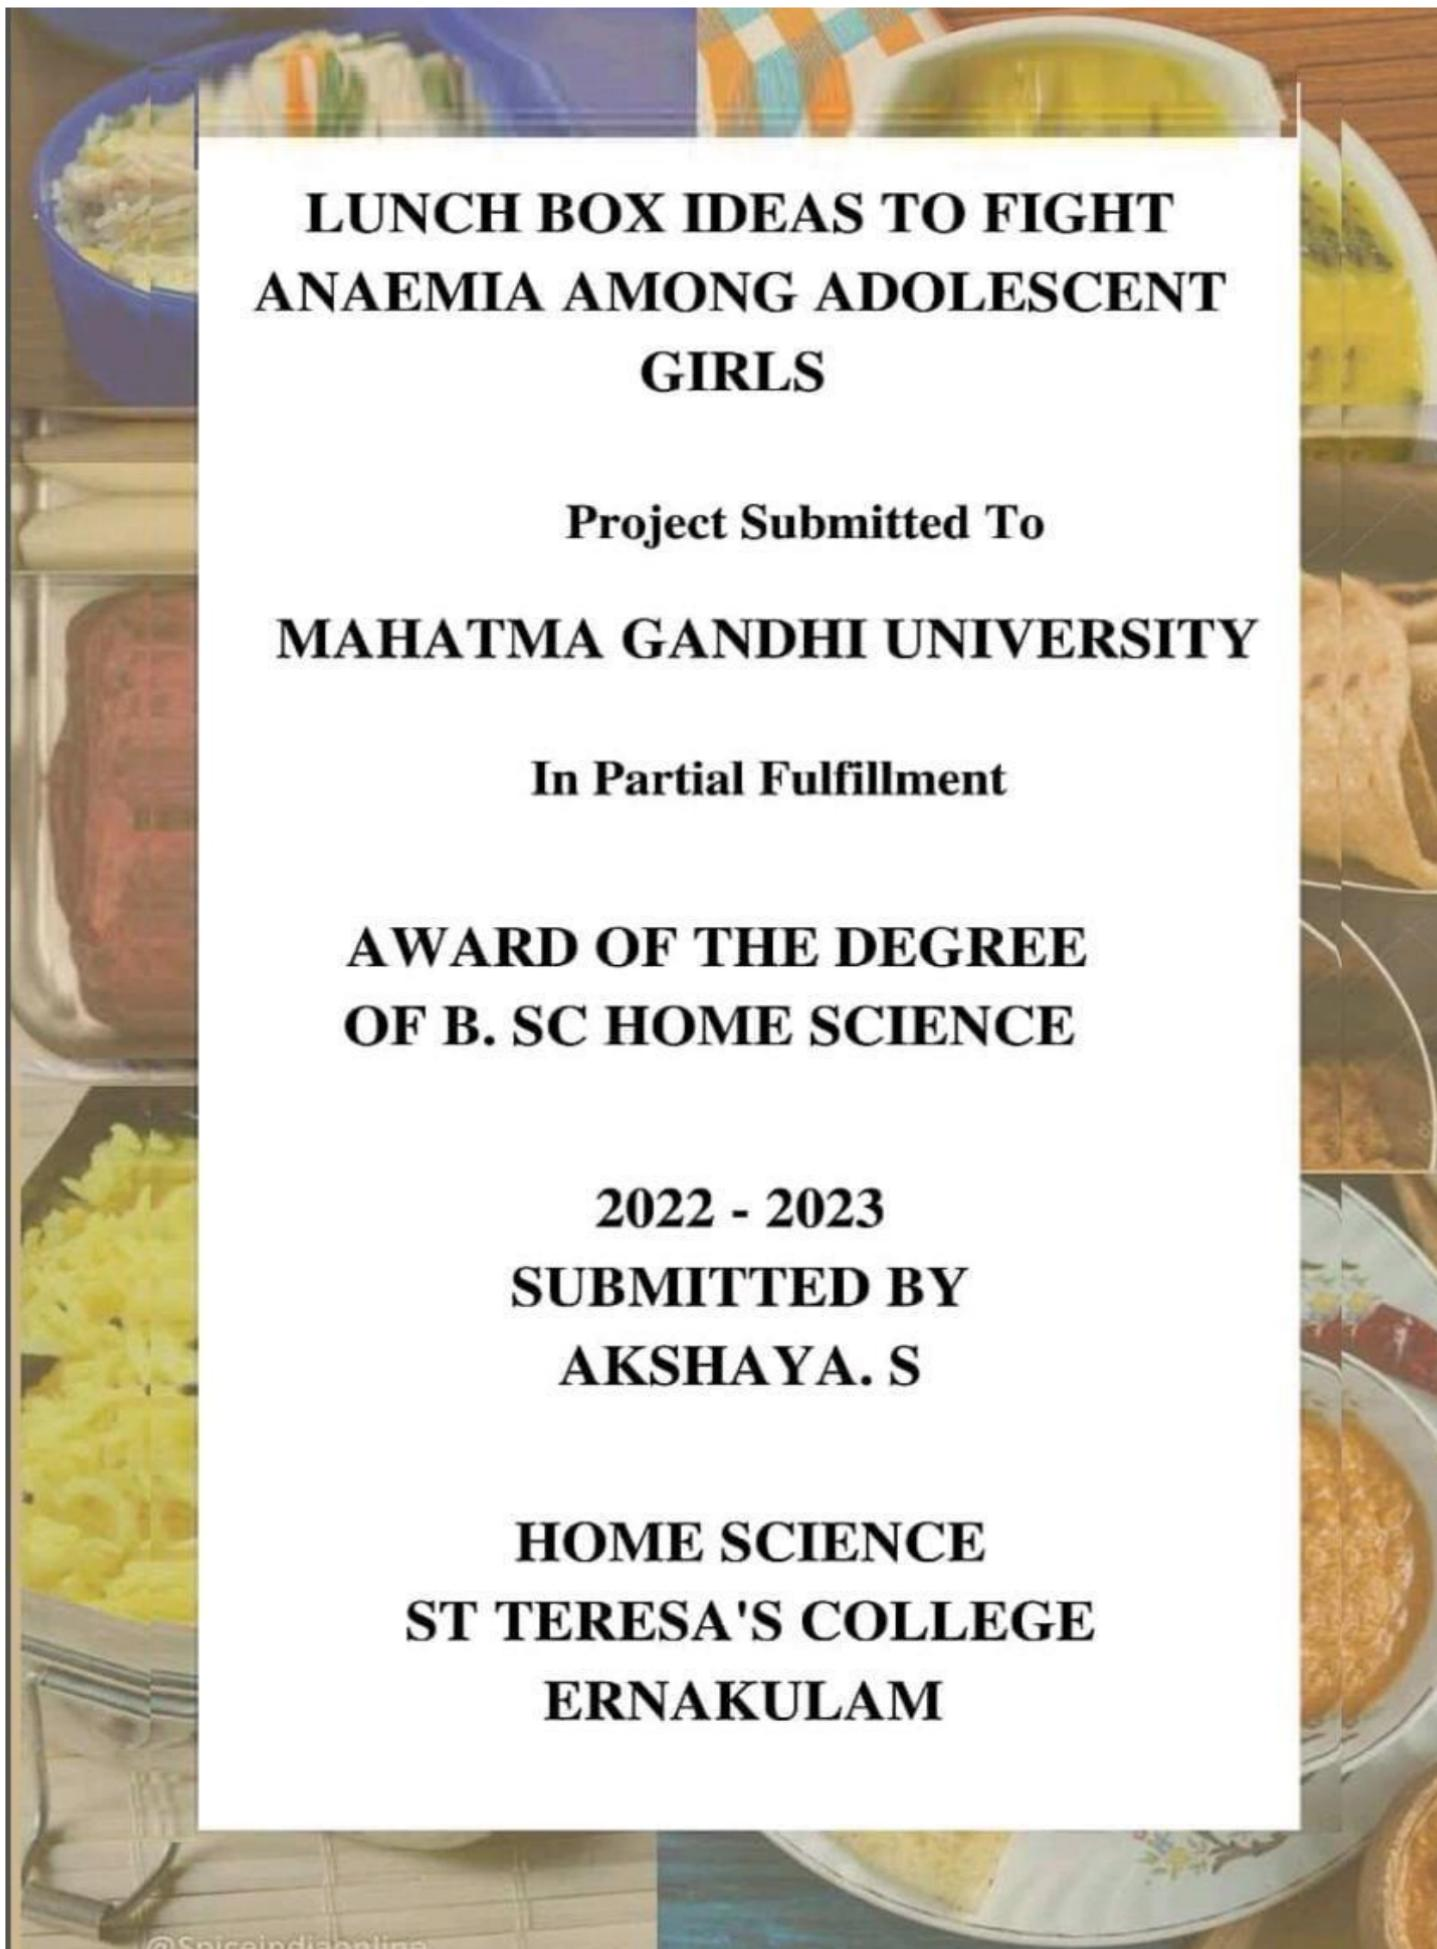 LUNCH BOX IDEAS TO FIGHT
ANAEMIA AMONG ADOLESCENT
GIRLS
Project Submitted To
MAHATMA GANDHI UNIVERSITY
In Partial Fulfillment
AWARD OF THE DEGREE
OF B. SC HOME SCIENCE
2022 - 2023
SUBMITTED BY
AKSHAYA. S
HOME SCIENCE
ST TERESA'S COLLEGE
ERNAKULAM
@Spiceindiaonline